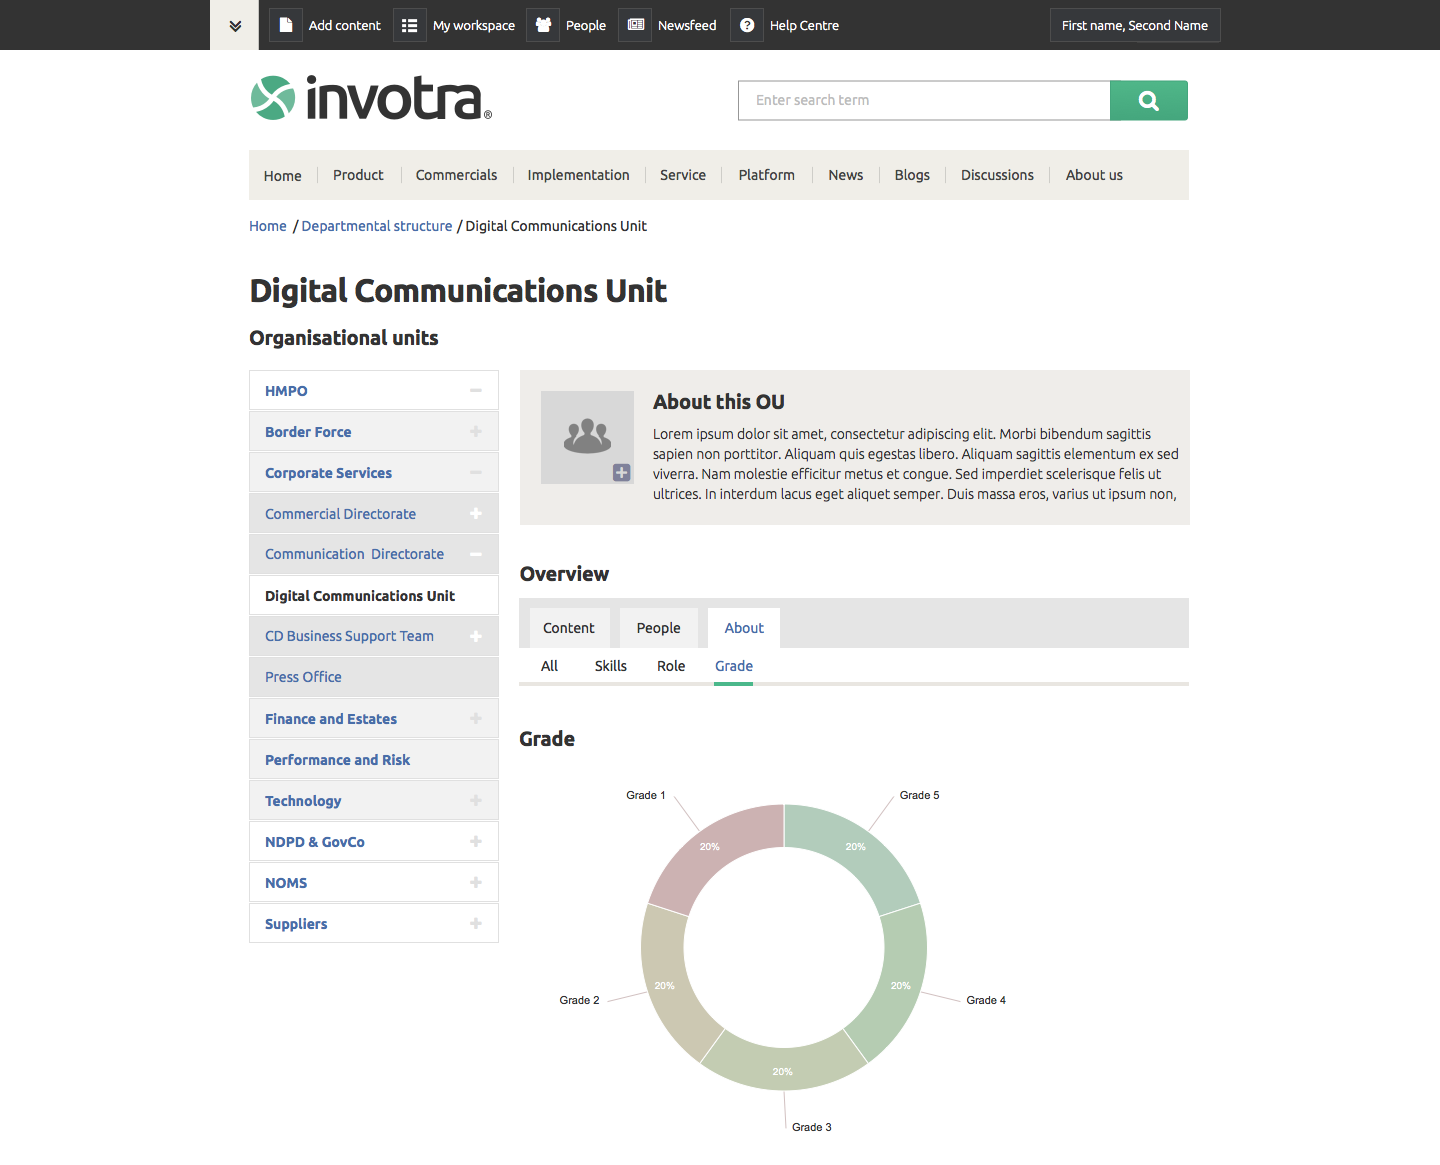 Add content
My workspace
People
Newsfeed
Help Centre
First name, Second Name
invotra®
Enter search term
Home
Product
Commercials
Implementation
Service
Platform
News
Blogs
Discussions
About us
Home / Departmental structure / Digital Communications Unit
Digital Communications Unit
Organisational units
HMPO
Border Force
Corporate Services
Commercial Directorate
Communication  Directorate
Digital Communications Unit
CD Business Support Team
Press Office
Finance and Estates
Performance and Risk
Technology
NDPD & GovCo
NOMS
Suppliers
About this OU
Lorem ipsum dolor sit amet, consectetur adipiscing elit. Morbi bibendum sagittis
sapien non porttitor. Aliquam quis egestas libero. Aliquam sagittis elementum ex sed
viverra. Nam molestie efficitur metus et congue. Sed imperdiet scelerisque felis ut
ultrices. In interdum lacus eget aliquet semper. Duis massa eros, varius ut ipsum non,
Overview
Content
People
About
All
Skills
Role
Grade
Grade
Grade 1
Grade 5
20%
20%
20%
20%
Grade 2
Grade 4
20%
Grade 3